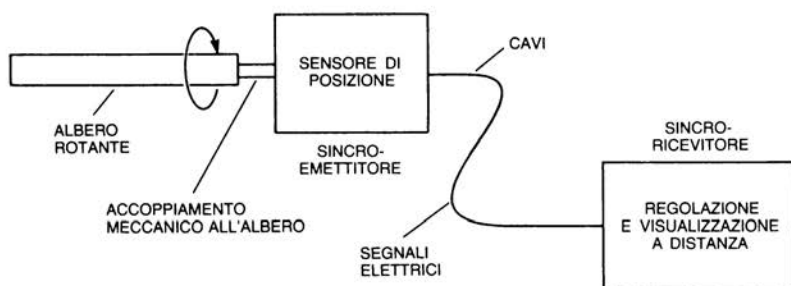 SENSORE DI
POSIZIONE
CAVI
ALBERO
ROTANTE
SINCRO-
EMETTITORE
SINCRO-
RICEVITORE
ACCOPPIAMENTO
MECCANICO ALL'ALBERO
SEGNALI
ELETTRICI
REGOLAZIONE
E VISUALIZZAZIONE
A DISTANZA